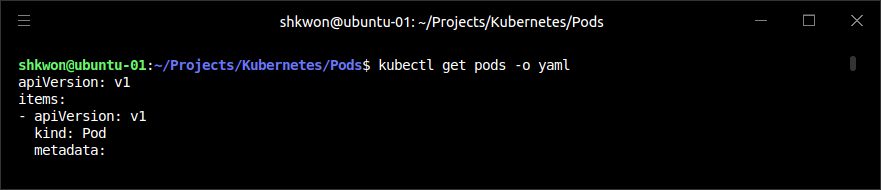 shkwon@ubuntu-01: ~/Projects/Kubernetes/Pods
shkwon@ubuntu-01:~/Projects/Kubernetes/Pods$ kubectl get pods -o yaml
apiVersion: v1
items:
- apiVersion: v1
  kind: Pod
  metadata: